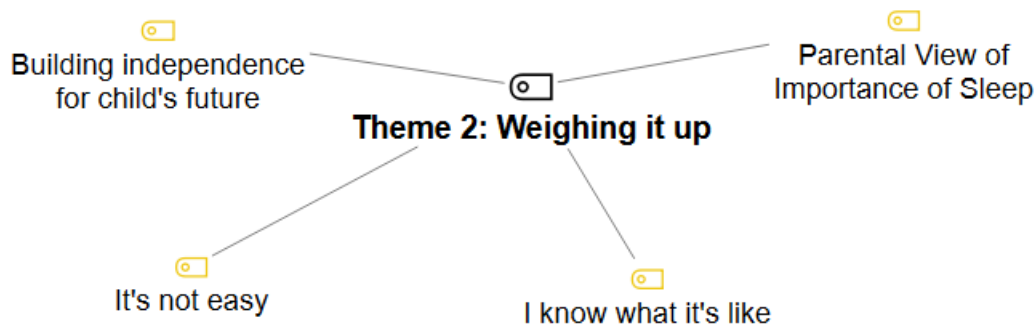 Building independence
for child's future
Parental View of
Importance of Sleep
Theme 2: Weighing it up
It's not easy
I know what it's like